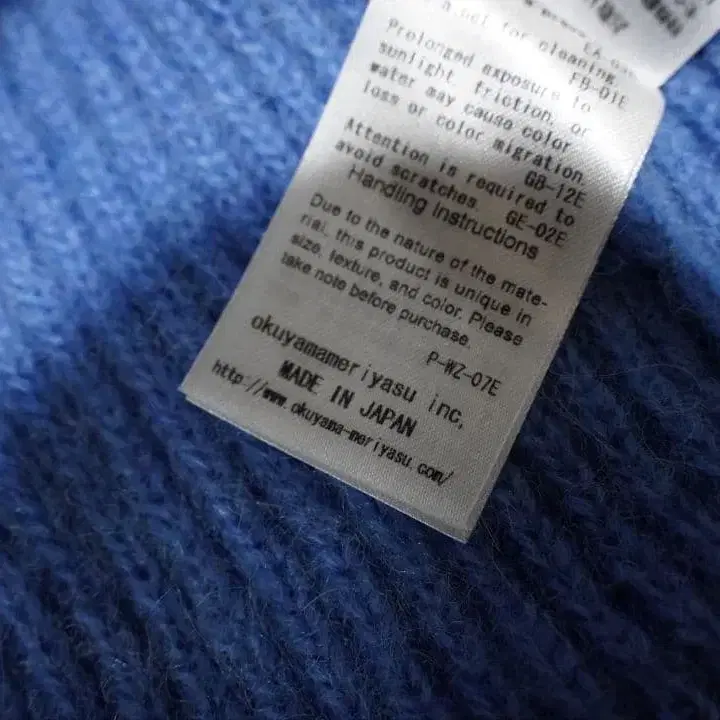 a net for cleaning.
FB-01E
Prolonged exposure to
sunlight, friction, or
water may cause color
loss or color migration
GB-12E
Attention is required to
avoid scratches. GE-02E
Handling Instructions
Due to the nature of the mate-
rial, this product is unique in
size, texture, and color. Please
take note before purchase.
P-WZ-07E
okuyamameriyasu inc,
MADE IN JAPAN
http://www.okuyama-meriyasu.com/